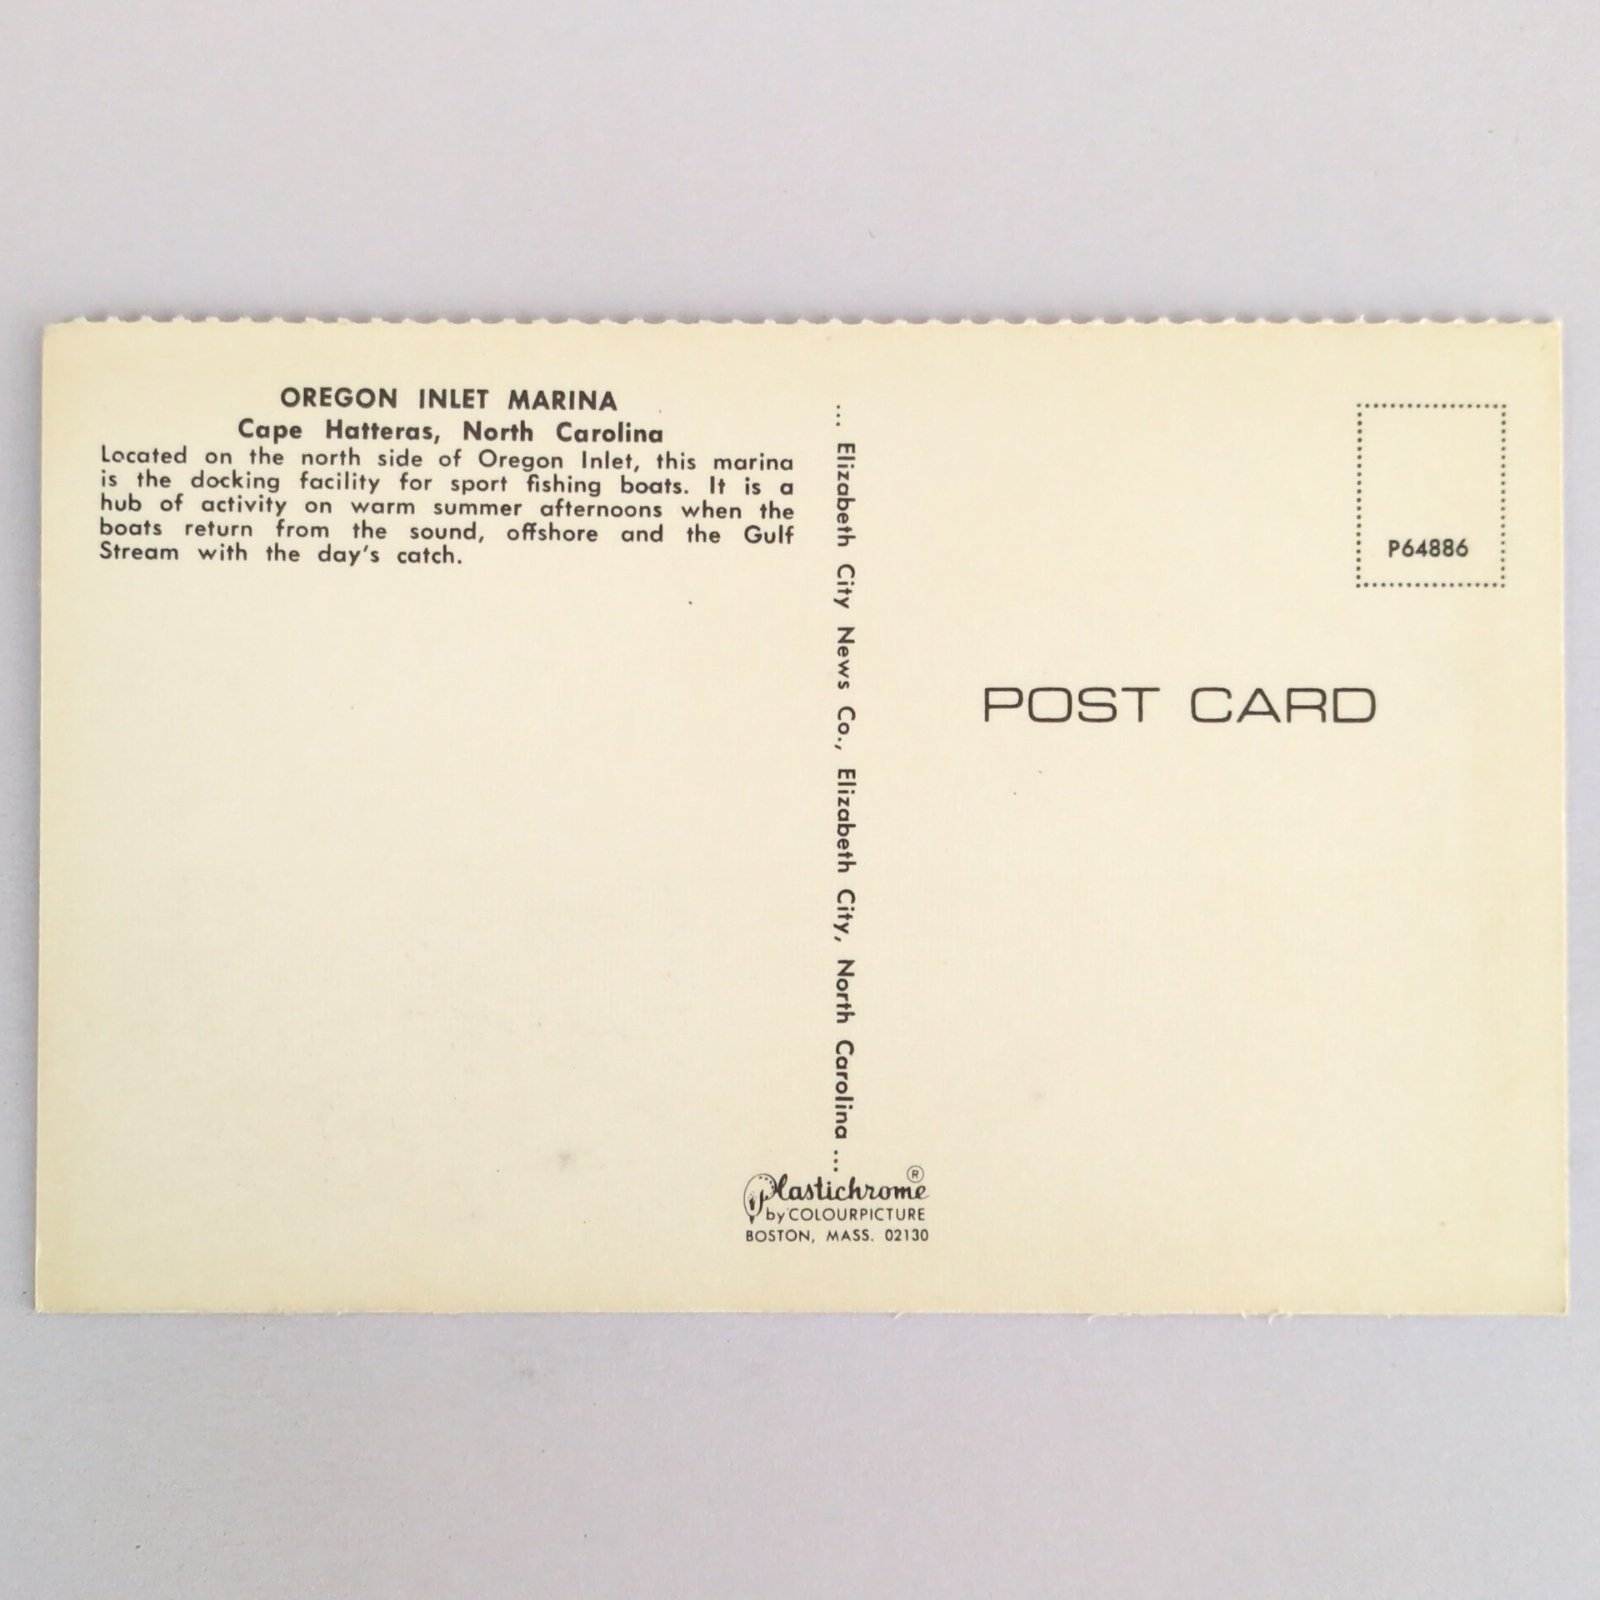 OREGON INLET MARINA
Cape Hatteras, North Carolina
Located on the north side of Oregon Inlet, this marina
is the docking facility for sport fishing boats. It is a
hub of activity on warm summer afternoons when the
boats return from the sound, offshore and the Gulf
Stream with the day's catch.
... Elizabeth City News Co., Elizabeth City, North Carolina ...
Plastichrome ®
by COLOURPICTURE
BOSTON, MASS. 02130
P64886
POST CARD